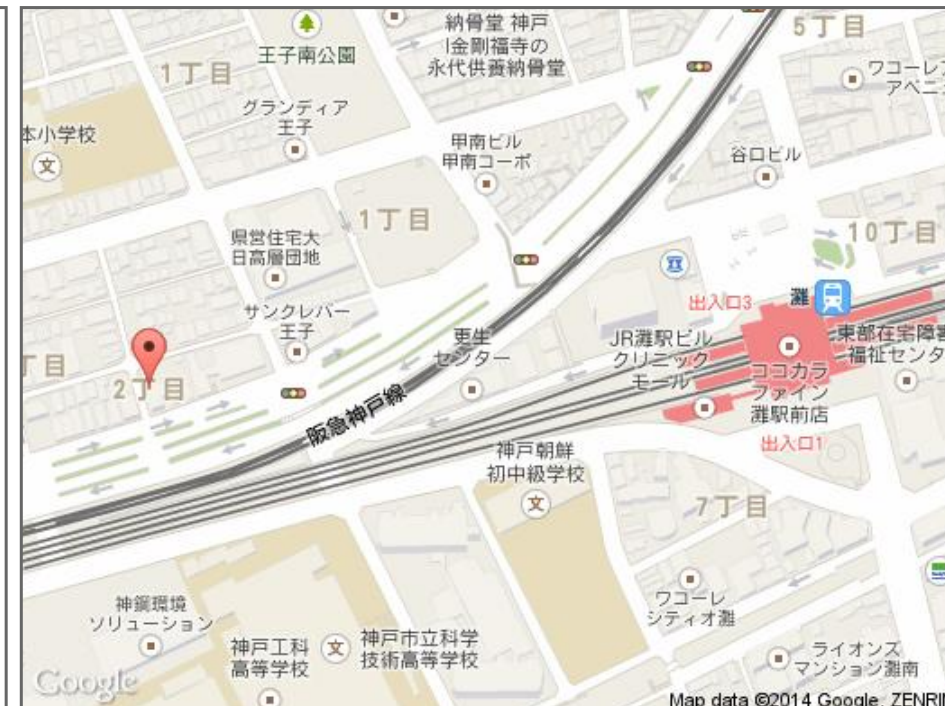 納骨堂 神戸
|金剛福寺の
永代供養納骨堂
5丁目
王子南公園
1丁目
ワコーレア
アベニュ
グランディア
王子
本小学校
甲南ビル
甲南コーポ
谷口ビル
1丁目
10丁目
県営住宅大
日高層団地
出入口3
灘
サンクレバー
王子
更生
センター
JR灘駅ビル
クリニック
モール
東部在宅障害
福祉センタ
丁目
2丁目
ココカラ
ファイン
灘駅前店
阪急神戸線
出入口1
神戸朝鮮
初中級学校
文
7丁目
神鋼環境
ソリューション
ワコーレ
シティオ灘
神戸工科
高等学校
文
神戸市立科学
技術高等学校
ライオンズ
マンション灘南
Google
Map data ©2014 Google, ZENRIN